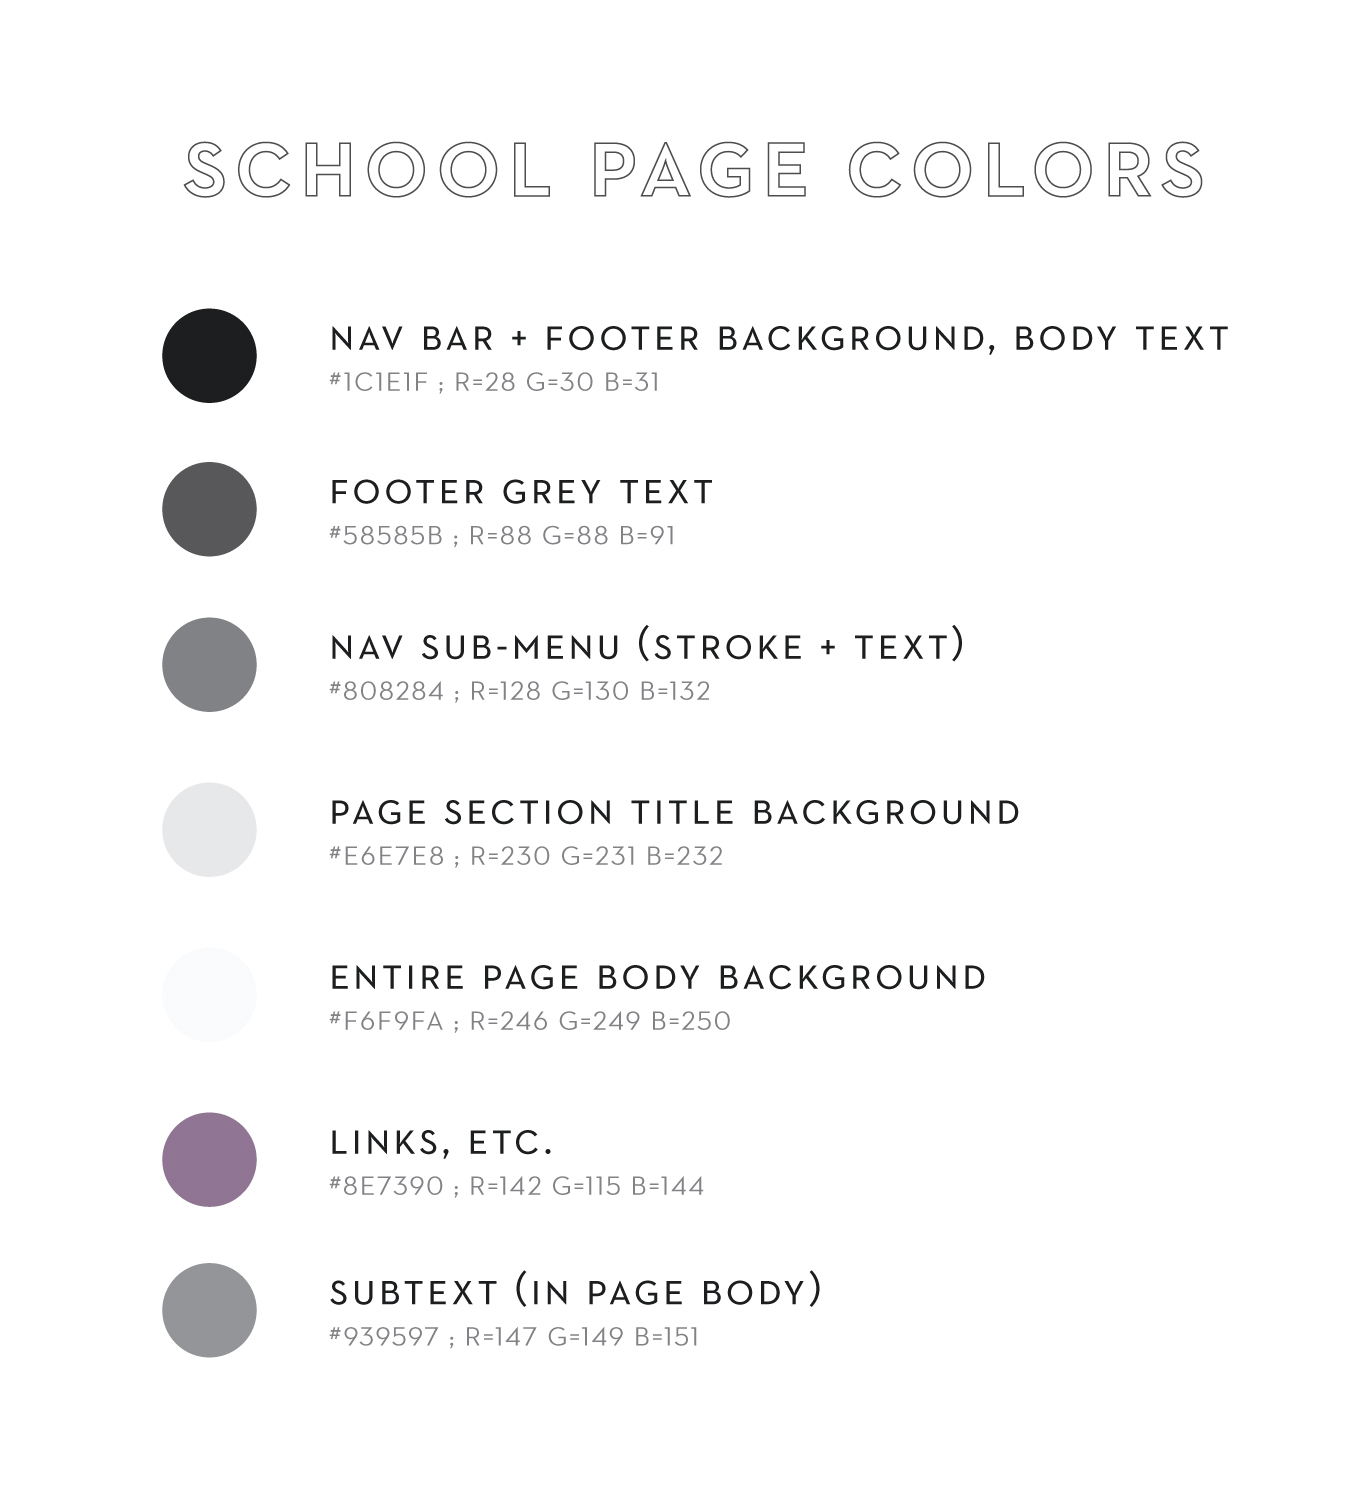 SCHOOL PAGE COLORS
NAV BAR + FOOTER BACKGROUND, BODY TEXT
#1C1E1F ; R=28 G=30 B=31
FOOTER GREY TEXT
#58585B ; R=88 G=88 B=91
NAV SUB-MENU (STROKE + TEXT)
#808284 ; R=128 G=130 B=132
PAGE SECTION TITLE BACKGROUND
#E6E7E8 ; R=230 G=231 B=232
ENTIRE PAGE BODY BACKGROUND
#F6F9FA ; R=246 G=249 B=250
LINKS, ETC.
#8E7390 ; R=142 G=115 B=144
SUBTEXT (IN PAGE BODY)
#939597 ; R=147 G=149 B=151